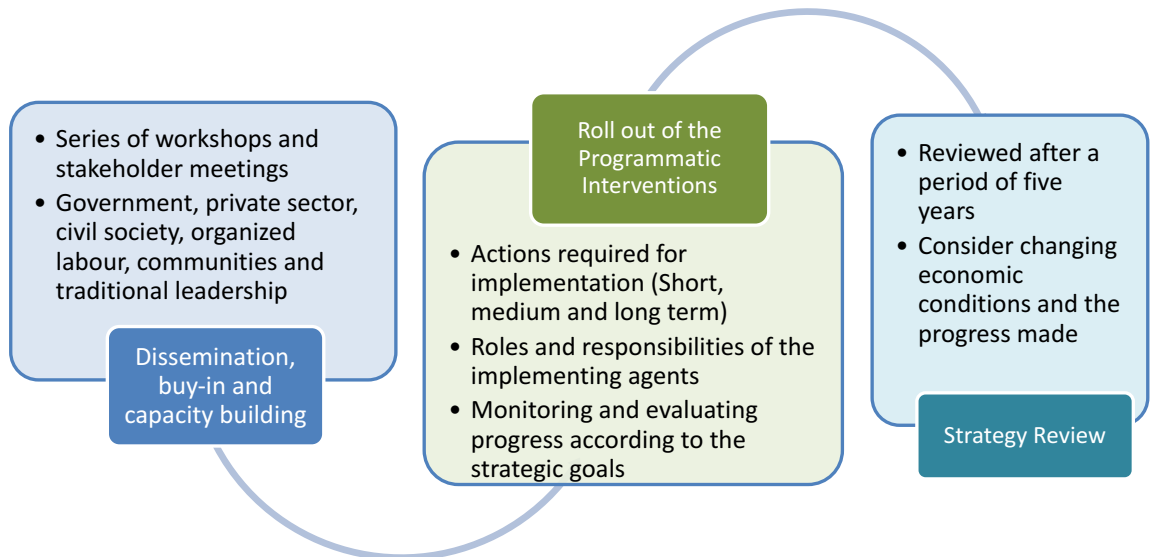 • Series of workshops and
stakeholder meetings
• Government, private sector,
civil society, organized
labour, communities and
traditional leadership
Dissemination,
buy-in and
capacity building
Roll out of the
Programmatic
Interventions
• Actions required for
implementation (Short,
medium and long term)
• Roles and responsibilities of the
implementing agents
• Monitoring and evaluating
progress according to the
strategic goals
• Reviewed after a
period of five
years
• Consider changing
economic
conditions and the
progress made
Strategy Review